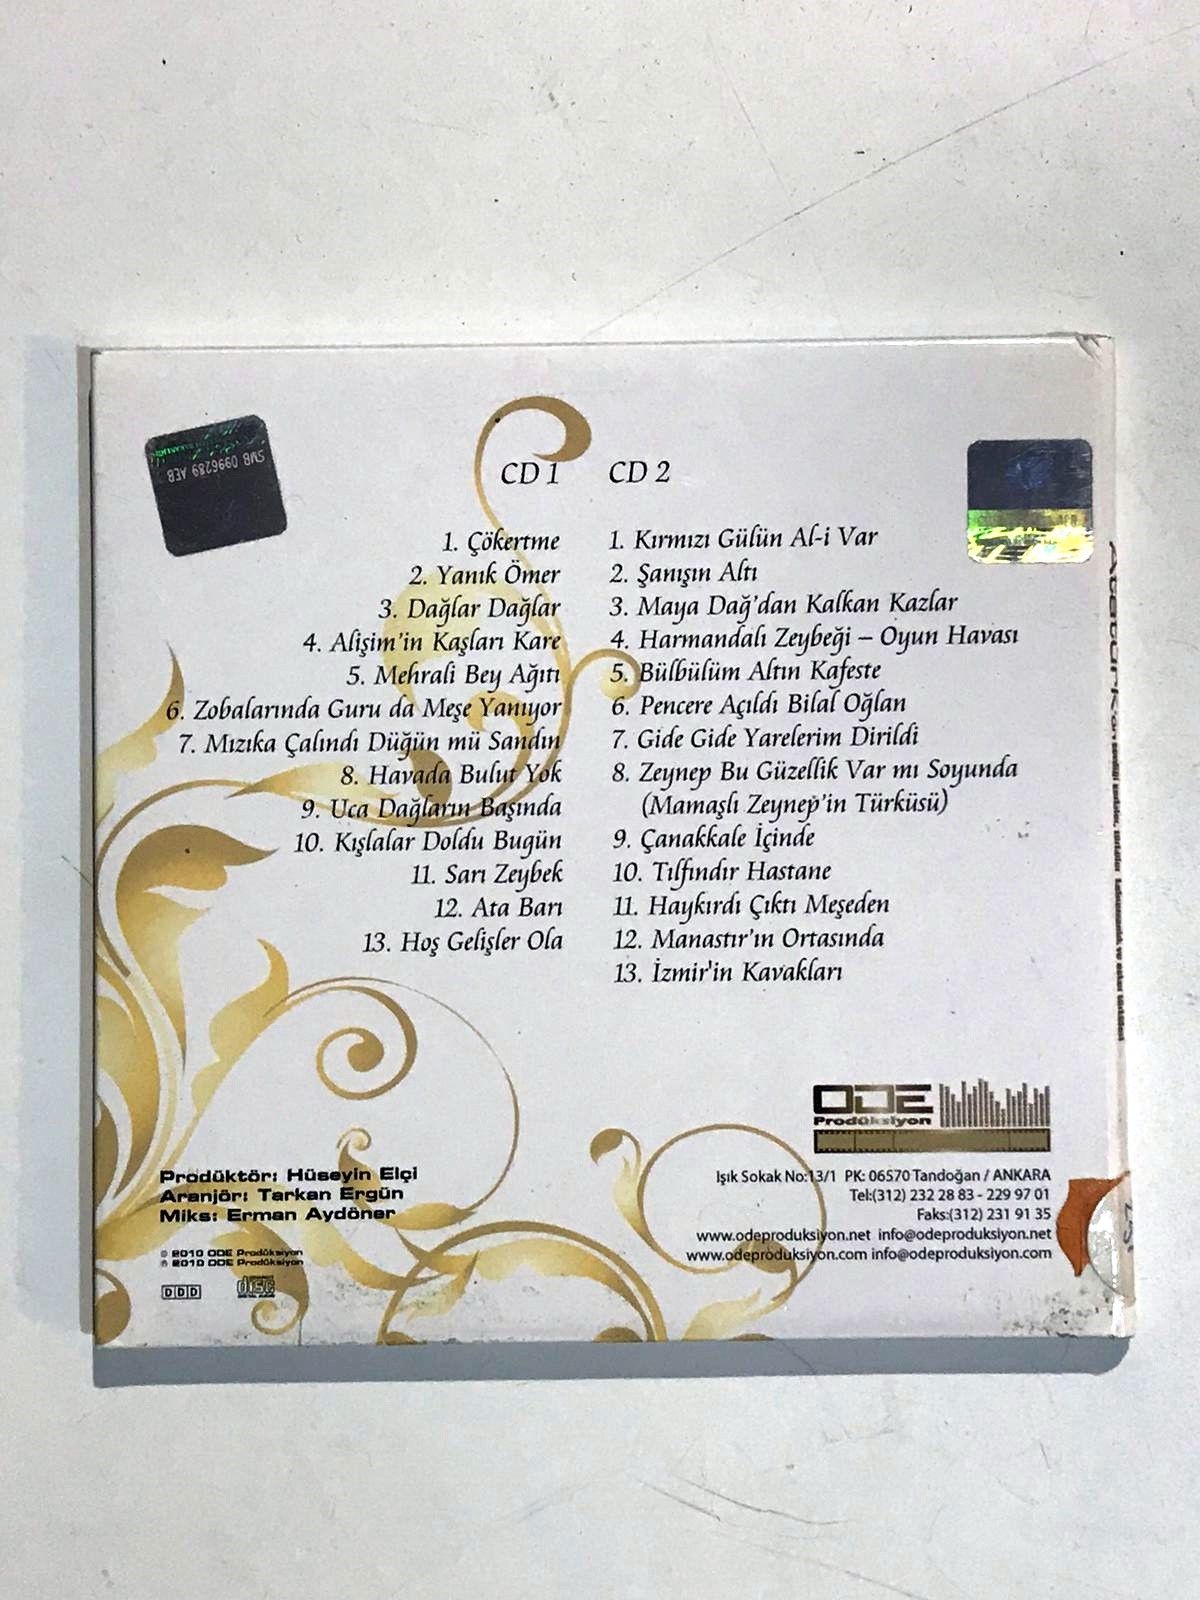 SMB 0996289 AEB
CD 1
1. Çökertme
2. Yanık Ömer
3. Dağlar Dağlar
4. Alişim'in Kaşları Kare
5. Mehrali Bey Ağıtı
6. Zobalarında Guru da Meşe Yanıyor
7. Mızıka Çalındı Düğün mü Sandın
8. Havada Bulut Yok
9. Uca Dağların Başında
10. Kışlalar Doldu Bugün
11. Sarı Zeybek
12. Ata Barı
13. Hoş Gelişler Ola
CD 2
1. Kırmızı Gülün Al-i Var
2. Şanışın Altı
3. Maya Dağ'dan Kalkan Kazlar
4. Harmandalı Zeybeği – Oyun Havası
5. Bülbülüm Altın Kafeste
6. Pencere Açıldı Bilal Oğlan
7. Gide Gide Yarelerim Dirildi
8. Zeynep Bu Güzellik Var mı Soyunda
(Mamaşlı Zeynep'in Türküsü)
9. Çanakkale İçinde
10. Tılfındır Hastane
11. Haykırdı Çıktı Meşeden
12. Manastır'ın Ortasında
13. İzmir'in Kavakları
Prodüktör: Hüseyin Elçi
Aranjör: Tarkan Ergün
Miks: Erman Aydöner
© 2010 ODE Prodüksiyon
℗ 2010 ODE Prodüksiyon
DDD
disc
DIGITAL AUDIO
ODE
Prodüksiyon
Işık Sokak No:13/1 PK: 06570 Tandoğan / ANKARA
Tel:(312) 232 28 83 - 229 97 01
Faks:(312) 231 91 35
www.odeproduksiyon.net info@odeproduksiyon.net
www.odeproduksiyon.com info@odeproduksiyon.com